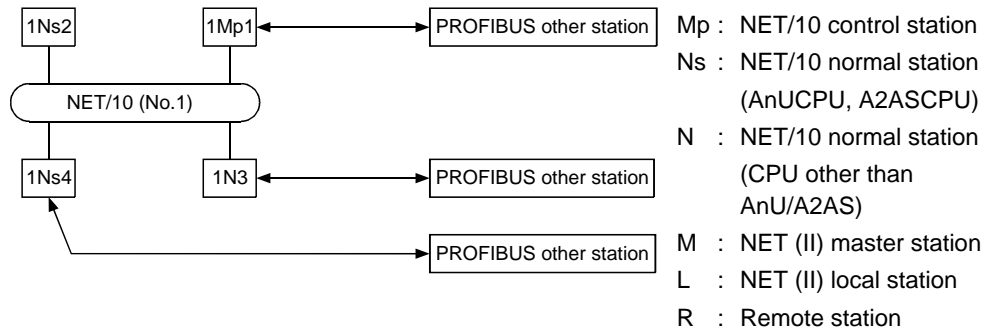 1Ns2
1Mp1
PROFIBUS other station
NET/10 (No.1)
1Ns4
1N3
PROFIBUS other station
PROFIBUS other station
Mp : NET/10 control station
Ns : NET/10 normal station
(AnUCPU, A2ASCPU)
N : NET/10 normal station
(CPU other than
AnU/A2AS)
M : NET (II) master station
L : NET (II) local station
R : Remote station